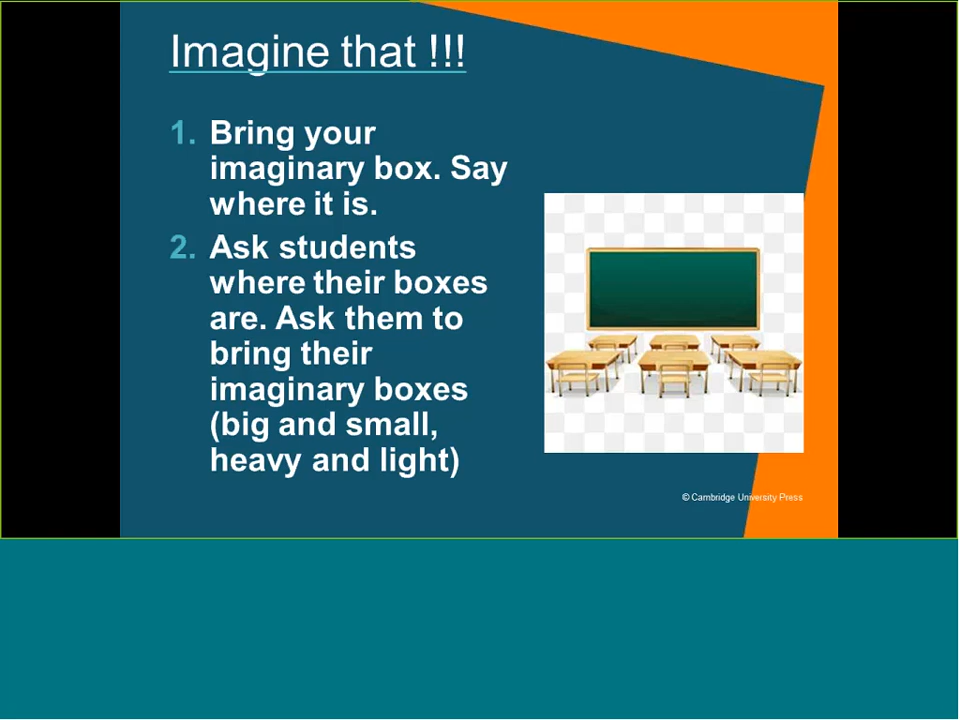 Imagine that !!!
1. Bring your
imaginary box. Say
where it is.
2. Ask students
where their boxes
are. Ask them to
bring their
imaginary boxes
(big and small,
heavy and light)
© Cambridge University Press